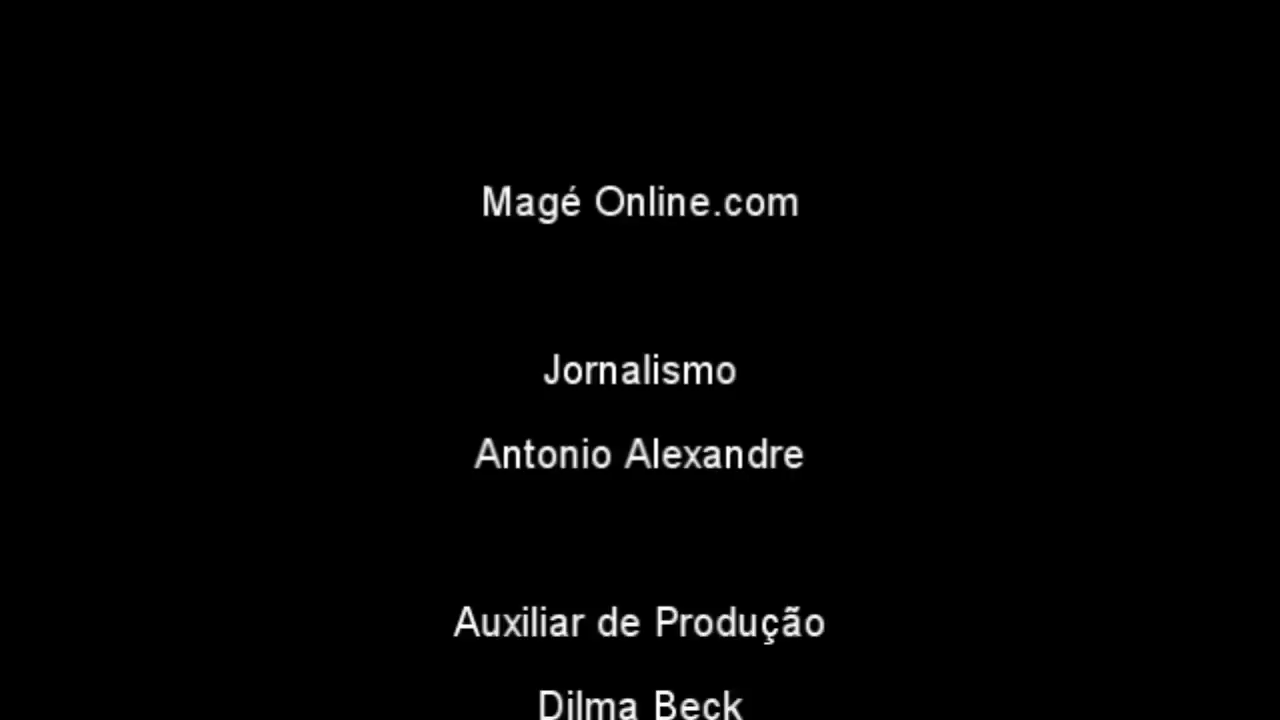 Magé Online.com
Jornalismo
Antonio Alexandre
Auxiliar de Produção
Dilma Beck